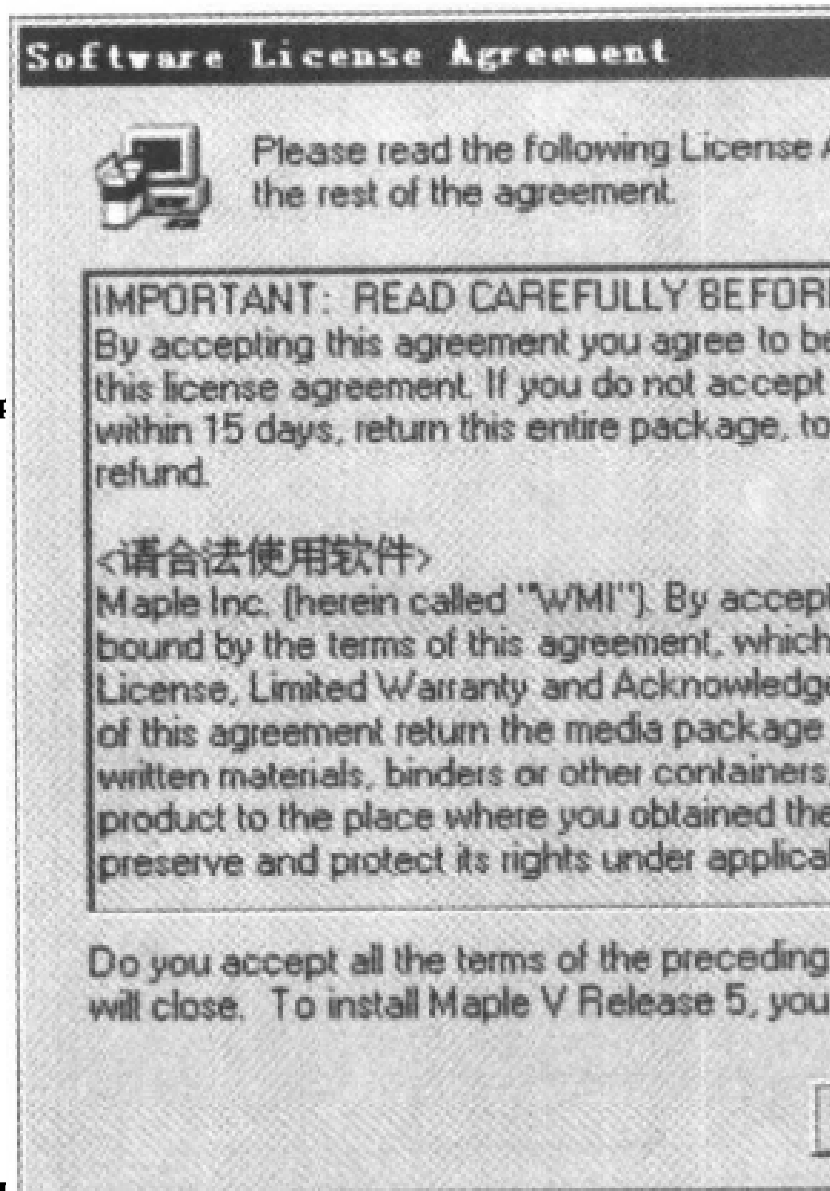 Software License Agreement
Please read the following License
the rest of the agreement.
IMPORTANT: READ CAREFULLY BEFOR
By accepting this agreement you agree to be
this license agreement. If you do not accept
within 15 days, return this entire package, to
refund.
<请合法使用软件>
Maple Inc. (herein called ''WMI''). By accept
bound by the terms of this agreement, which
License, Limited Warranty and Acknowledge
of this agreement return the media package
written materials, binders or other containers,
product to the place where you obtained the
preserve and protect its rights under applical
Do you accept all the terms of the preceding
will close. To install Maple V Release 5, you